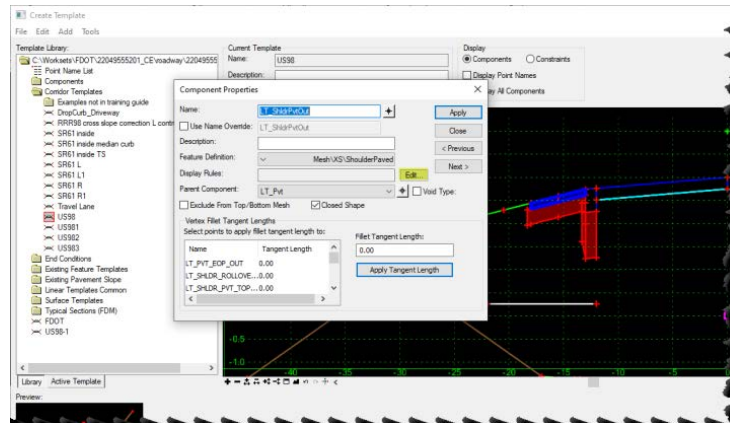 Create Template
File Edit Add Tools
Template Library:
C:\Worksets\FDOT\22049555201_CE\roadway\22049555
Point Name List
Components
Corridor Templates
Examples not in training guide
DropCurb_Driveway
RRR98 cross slope correction L contr
SR61 inside
SR61 inside median curb
SR61 inside TS
SR61 L
SR61 L1
SR61 R
SR61 R1
Travel Lane
US98
US981
US982
US983
End Conditions
Existing Feature Templates
Existing Pavement Slope
Linear Templates Common
Surface Templates
Typical Sections (FDM)
FDOT
US98-1
Library Active Template
Preview:
Current Template
Name: US98
Description:
Display
Components Constraints
Display Point Names
ay All Components
Component Properties
Name: LT_ShldrPvtOut
Use Name Override: LT_ShldrPvtOut
Description:
Feature Definition: Mesh\XS\ShoulderPaved
Display Rules: Edit...
Parent Component: LT_Pvt Void Type:
Exclude From Top/Bottom Mesh Closed Shape
Apply
Close
< Previous
Next >
Vertex Fillet Tangent Lengths
Select points to apply fillet tangent length to:
Name Tangent Length
LT_PVT_EOP_OUT 0.00
LT_SHLDR_ROLLOVE... 0.00
LT_SHLDR_PVT_TOP... 0.00
Fillet Tangent Length:
0.00
Apply Tangent Length
-0.5
-1.0
-40 -35 -30 -25 -20 -15 -10 -5 0